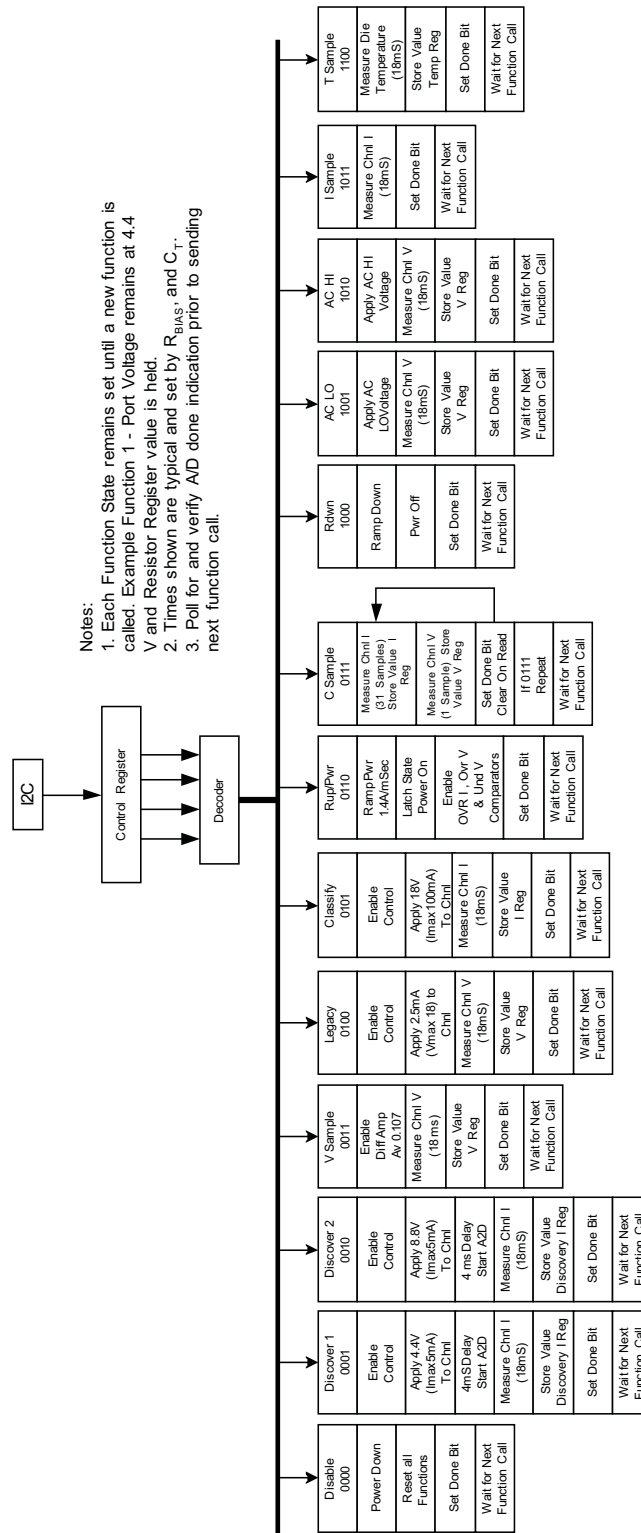 I2C
Control Register
Decoder
Notes:
1. Each Function State remains set until a new function is
called. Example Function 1 - Port Voltage remains at 4.4
V and Resistor Register value is held.
2. Times shown are typical and set by RBIAS, and CT.
3. Poll for and verify A/D done indication prior to sending
next function call.
Disable
0000
Power Down
Reset all
Functions
Set Done Bit
Wait for Next
Function Call
Discover 1
0001
Enable
Control
Apply 4.4V
(Imax5mA)
To Chnl
4mSDelay
Start A2D
Measure Chnl I
(18mS)
Store Value
Discovery I Reg
Set Done Bit
Wait for Next
Function Call
Discover 2
0010
Enable
Control
Apply 8.8V
(Imax5mA)
To Chnl
4 ms Delay
Start A2D
Measure Chnl I
(18mS)
Store Value
Discovery I Reg
Set Done Bit
Wait for Next
Function Call
V Sample
0011
Enable
Diff Amp
Av 0.107
Measure Chnl V
(18 ms)
Store Value
V Reg
Set Done Bit
Wait for Next
Function Call
Legacy
0100
Enable
Control
Apply 2.5mA
(Vmax 18) to
Chnl
Measure Chnl V
(18mS)
Store Value
V Reg
Set Done Bit
Wait for Next
Function Call
Classify
0101
Enable
Control
Apply 18V
(Imax100mA)
To Chnl
Measure Chnl I
(18mS)
Store Value
I Reg
Set Done Bit
Wait for Next
Function Call
Rup/Pwr
0110
Ramp Pwr
1.4A/mSec
Latch State
Power On
Enable
OVR I , Ovr V
& Und V
Comparators
Set Done Bit
Wait for Next
Function Call
C Sample
0111
Measure Chnl I
(31 Samples)
Store Value I
Reg
Measure Chnl V
(1 Sample) Store
Value V Reg
Set Done Bit
Clear On Read
If 0111
Repeat
Wait for Next
Function Call
Rdwn
1000
Ramp Down
Pwr Off
Set Done Bit
Wait for Next
Function Call
AC LO
1001
Apply AC
LOVoltage
Measure Chnl V
(18mS)
Store Value
V Reg
Set Done Bit
Wait for Next
Function Call
AC HI
1010
Apply AC HI
Voltage
Measure Chnl V
(18mS)
Store Value
V Reg
Set Done Bit
Wait for Next
Function Call
I Sample
1011
Measure Chnl I
(18mS)
Set Done Bit
Wait for Next
Function Call
T Sample
1100
Measure Die
Temperature
(18mS)
Store Value
Temp Reg
Set Done Bit
Wait for Next
Function Call